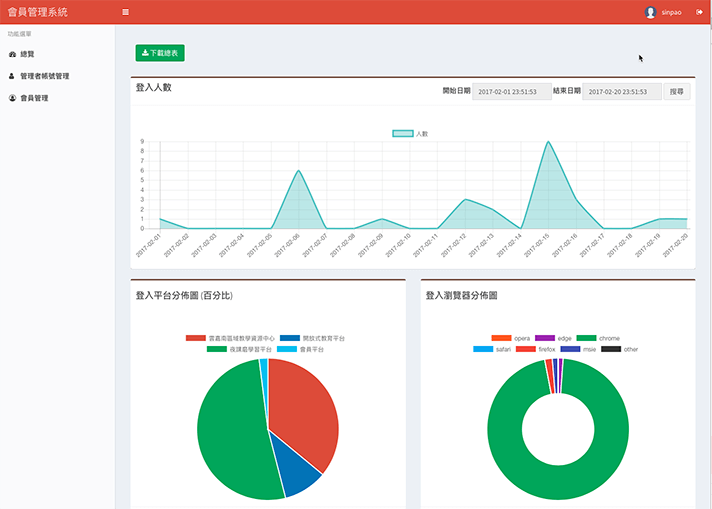 會員管理系統
sinpao
功能選單
總覽
管理者帳號管理
會員管理
下載總表
登入人數
開始日期 2017-02-01 23:51:53 結束日期 2017-02-20 23:51:53 搜尋
人數
9
8
7
6
5
4
3
2
1
0
2017-02-01 2017-02-02 2017-02-03 2017-02-04 2017-02-05 2017-02-06 2017-02-07 2017-02-08 2017-02-09 2017-02-10 2017-02-11 2017-02-12 2017-02-13 2017-02-14 2017-02-15 2017-02-16 2017-02-17 2017-02-18 2017-02-19 2017-02-20
登入平台分佈圖 (百分比)
雲嘉南區域教學資源中心 開放式教育平台
夜讀磨學習平台 會員平台
登入瀏覽器分佈圖
opera edge chrome
safari firefox msie other